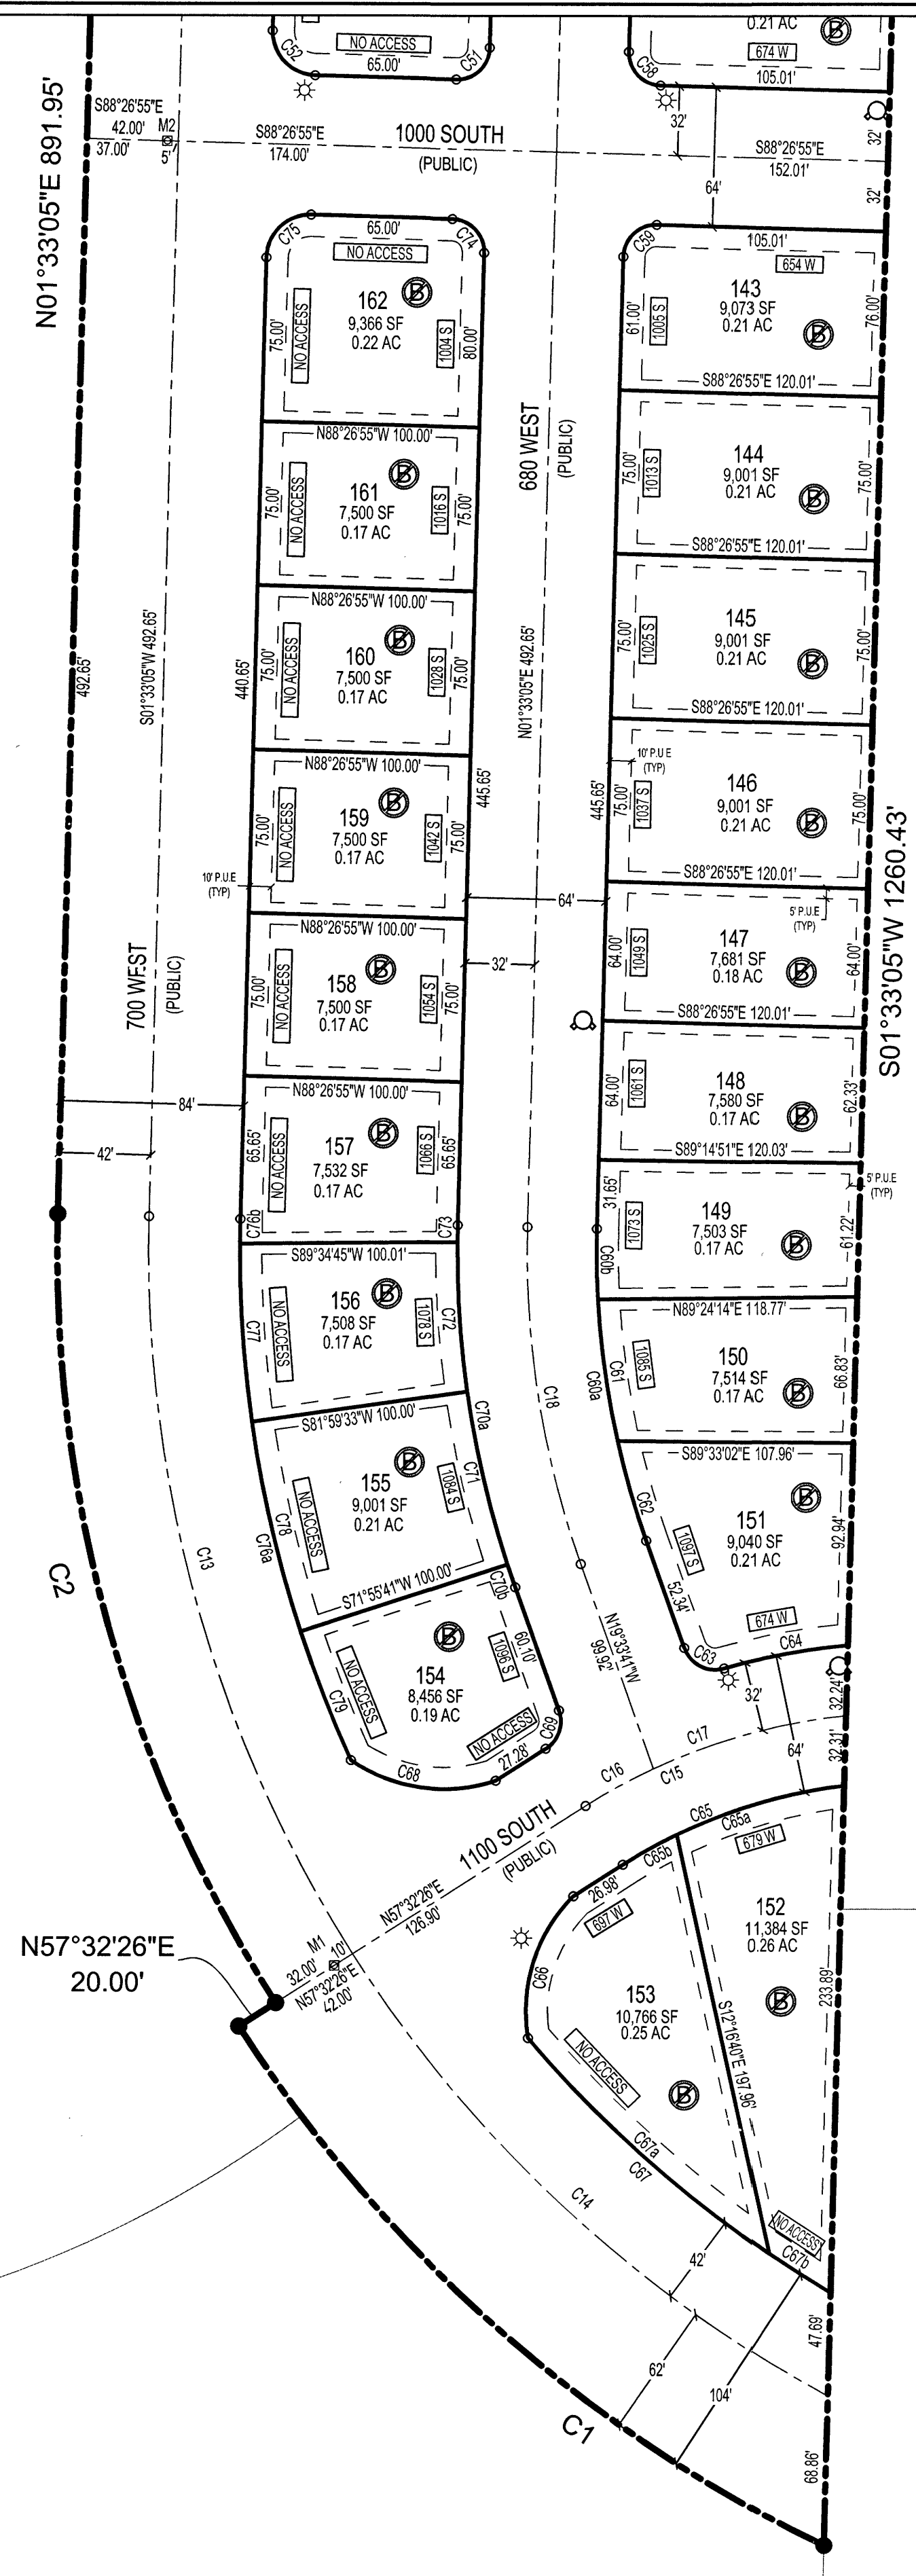 C52
NO ACCESS
65.00'
C51
C58
0.21 AC
674 W
105.01'
B
N01°33'05"E 891.95'
S88°26'55"E
42.00'
37.00'
M2
5'
S88°26'55"E
174.00'
1000 SOUTH
(PUBLIC)
32'
64'
S88°26'55"E
152.01'
32'
32'
C75
65.00'
C74
NO ACCESS
162
9,366 SF
0.22 AC
B
75.00'
NO ACCESS
1004 S
80.00'
C59
105.01'
654 W
143
9,073 SF
0.21 AC
B
61.00'
1005 S
76.00'
S88°26'55"E 120.01'
N88°26'55"W 100.00'
161
7,500 SF
0.17 AC
B
75.00'
NO ACCESS
1016 S
75.00'
680 WEST
(PUBLIC)
144
9,001 SF
0.21 AC
B
75.00'
1013 S
75.00'
S88°26'55"E 120.01'
N88°26'55"W 100.00'
160
7,500 SF
0.17 AC
B
75.00'
NO ACCESS
1028 S
75.00'
492.65'
S01°33'05"W 492.65'
440.65'
N01°33'05"E 492.65'
145
9,001 SF
0.21 AC
B
75.00'
1025 S
75.00'
S88°26'55"E 120.01'
N88°26'55"W 100.00'
159
7,500 SF
0.17 AC
B
75.00'
NO ACCESS
1042 S
75.00'
445.65'
445.65'
10' P.U.E
(TYP)
146
9,001 SF
0.21 AC
B
75.00'
1037 S
75.00'
S88°26'55"E 120.01'
S01°33'05"W 1260.43'
10' P.U.E
(TYP)
N88°26'55"W 100.00'
64'
32'
5' P.U.E
(TYP)
147
7,681 SF
0.18 AC
B
64.00'
1049 S
64.00'
S88°26'55"E 120.01'
700 WEST
(PUBLIC)
158
7,500 SF
0.17 AC
B
75.00'
NO ACCESS
1054 S
75.00'
N88°26'55"W 100.00'
148
7,580 SF
0.17 AC
B
64.00'
1061 S
62.33'
S89°14'51"E 120.03'
84'
42'
157
7,532 SF
0.17 AC
B
65.65'
NO ACCESS
1066 S
65.65'
C76b
C73
S89°34'45"W 100.01'
5' P.U.E
(TYP)
149
7,503 SF
0.17 AC
B
31.65'
1073 S
C60b
61.22'
N89°24'14"E 118.77'
156
7,508 SF
0.17 AC
B
C77
NO ACCESS
1078 S
C72
S81°59'33"W 100.00'
C18
C60a
C61
1085 S
150
7,514 SF
0.17 AC
B
66.83'
S89°33'02"E 107.96'
C70a
155
9,001 SF
0.21 AC
B
C76a
C78
NO ACCESS
1084 S
C71
S71°55'41"W 100.00'
C70b
C62
1097 S
52.34'
151
9,040 SF
0.21 AC
B
92.94'
674 W
C63
C64
C2
C13
154
8,456 SF
0.19 AC
B
C79
NO ACCESS
1096 S
60.10'
NO ACCESS
C69
27.28'
C68
N19°33'41"W
99.92'
32'
64'
32.24'
32.31'
C17
C16
C15
1100 SOUTH
(PUBLIC)
C65
C65a
679 W
C65b
26.98'
697 W
N57°32'26"E
126.90'
N57°32'26"E
20.00'
M1
32.00'
10'
N57°32'26"E
42.00'
152
11,384 SF
0.26 AC
B
233.89'
C66
153
10,766 SF
0.25 AC
B
S12°16'40"E 197.96'
NO ACCESS
C67a
C67
NO ACCESS
C67b
C14
42'
47.69'
62'
104'
C1
68.86'